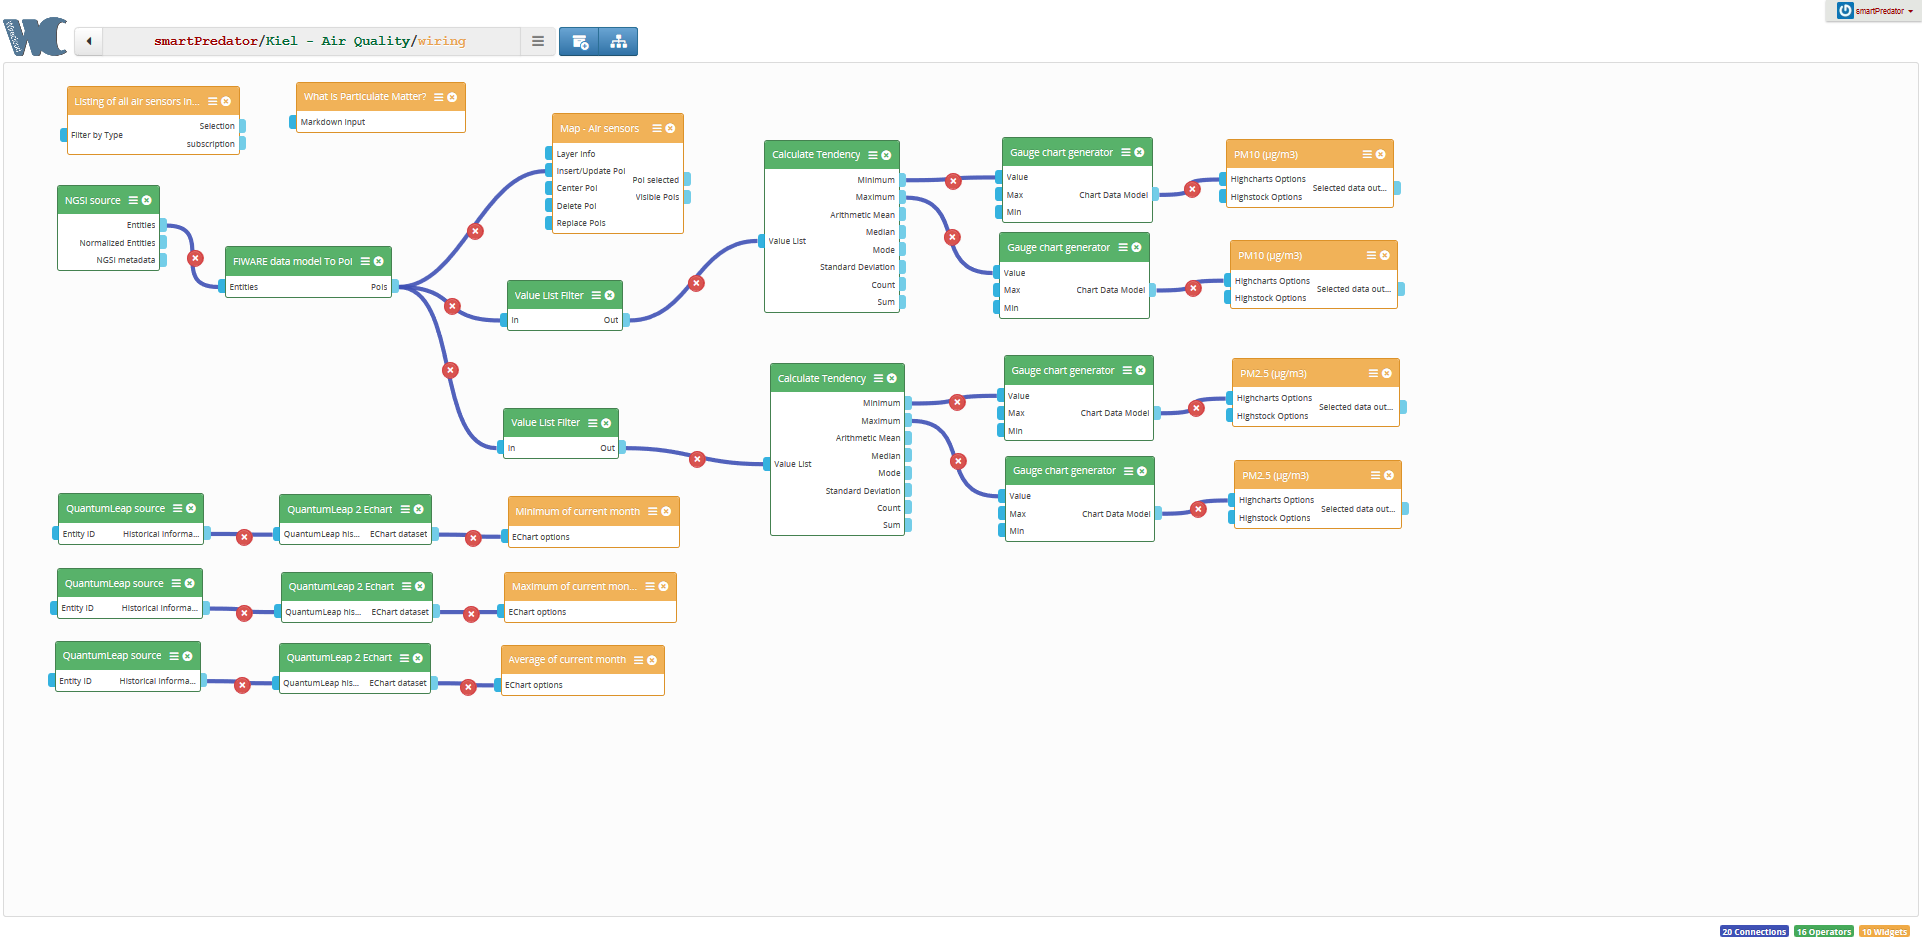 smartPredator
WC
smartPredator/Kiel - Air Quality/wiring
Listing of all air sensors in...
Filter by Type
Selection
subscription
What is Particulate Matter?
Markdown input
Map - Air sensors
Layer info
Insert/Update PoI
Center PoI
Delete PoI
Replace PoIs
PoI selected
Visible PoIs
NGSI source
Entities
Normalized Entities
NGSI metadata
FIWARE data model To PoI
Entities
PoIs
Value List Filter
In
Out
Value List Filter
In
Out
Calculate Tendency
Value List
Minimum
Maximum
Arithmetic Mean
Median
Mode
Standard Deviation
Count
Sum
Gauge chart generator
Value
Max
Min
Chart Data Model
PM10 (µg/m3)
Highcharts Options
Highstock Options
Selected data out...
Gauge chart generator
Value
Max
Min
Chart Data Model
PM10 (µg/m3)
Highcharts Options
Highstock Options
Selected data out...
Calculate Tendency
Value List
Minimum
Maximum
Arithmetic Mean
Median
Mode
Standard Deviation
Count
Sum
Gauge chart generator
Value
Max
Min
Chart Data Model
PM2.5 (µg/m3)
Highcharts Options
Highstock Options
Selected data out...
Gauge chart generator
Value
Max
Min
Chart Data Model
PM2.5 (µg/m3)
Highcharts Options
Highstock Options
Selected data out...
QuantumLeap source
Entity ID
Historical Informa...
QuantumLeap 2 Echart
QuantumLeap his...
EChart dataset
Minimum of current month
EChart options
QuantumLeap source
Entity ID
Historical Informa...
QuantumLeap 2 Echart
QuantumLeap his...
EChart dataset
Maximum of current mon...
EChart options
QuantumLeap source
Entity ID
Historical Informa...
QuantumLeap 2 Echart
QuantumLeap his...
EChart dataset
Average of current month
EChart options
20 Connections
16 Operators
10 Widgets